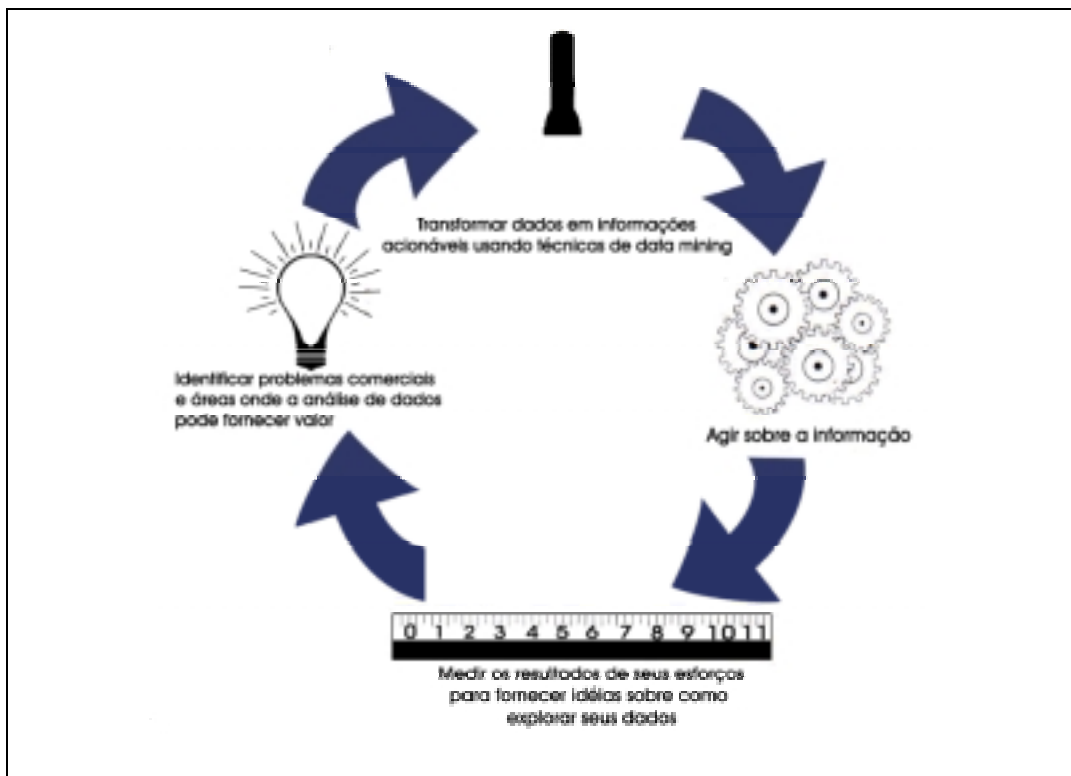 Transformar dados em informações
acionáveis usando técnicas de data mining
Identificar problemas comerciais
e áreas onde a análise de dados
pode fornecer valor
Agir sobre a informação
0 1 2 3 4 5 6 7 8 9 10 11
Medir os resultados de seus esforços
para fornecer idéias sobre como
explorar seus dados